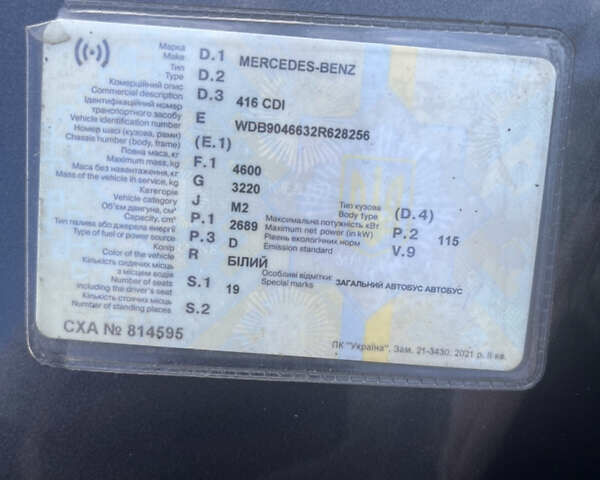 Марка
Make D.1 MERCEDES-BENZ
Тип
Type D.2
Комерційний опис
Commercial description D.3 416 CDI
Ідентифікаційний номер
транспортного засобу
Vehicle identification number E WDB9046632R628256
Номер шасі (кузова, рами)
Chassis number (body, frame) (E.1)
Повна маса, кг
Maximum mass, kg F.1 4600
Маса без навантаження, кг
Mass of the vehicle in service, kg G 3220
Категорія Тип кузова
Vehicle category J M2 Body type (D.4)
Об'єм двигуна, см³ Максимальна потужність кВт
Capacity, cm³ P.1 2689 Maximum net power (in kW) P.2 115
Тип палива або джерела енергії Рівень екологічних норм
Type of fuel or power source P.3 D Emission standard V.9
Колір
Color of the vehicle R БІЛИЙ
Кількість сидячих місць Особливі відмітки: ЗАГАЛЬНИЙ АВТОБУС АВТОБУС
з місцем водія Special marks
Number of seats
including the driver's seat S.1 19
Кількість стоячих місць
Number of standing places S.2
СХА № 814595
ПК "Україна", Зам. 21-3430, 2021 р. II кв.